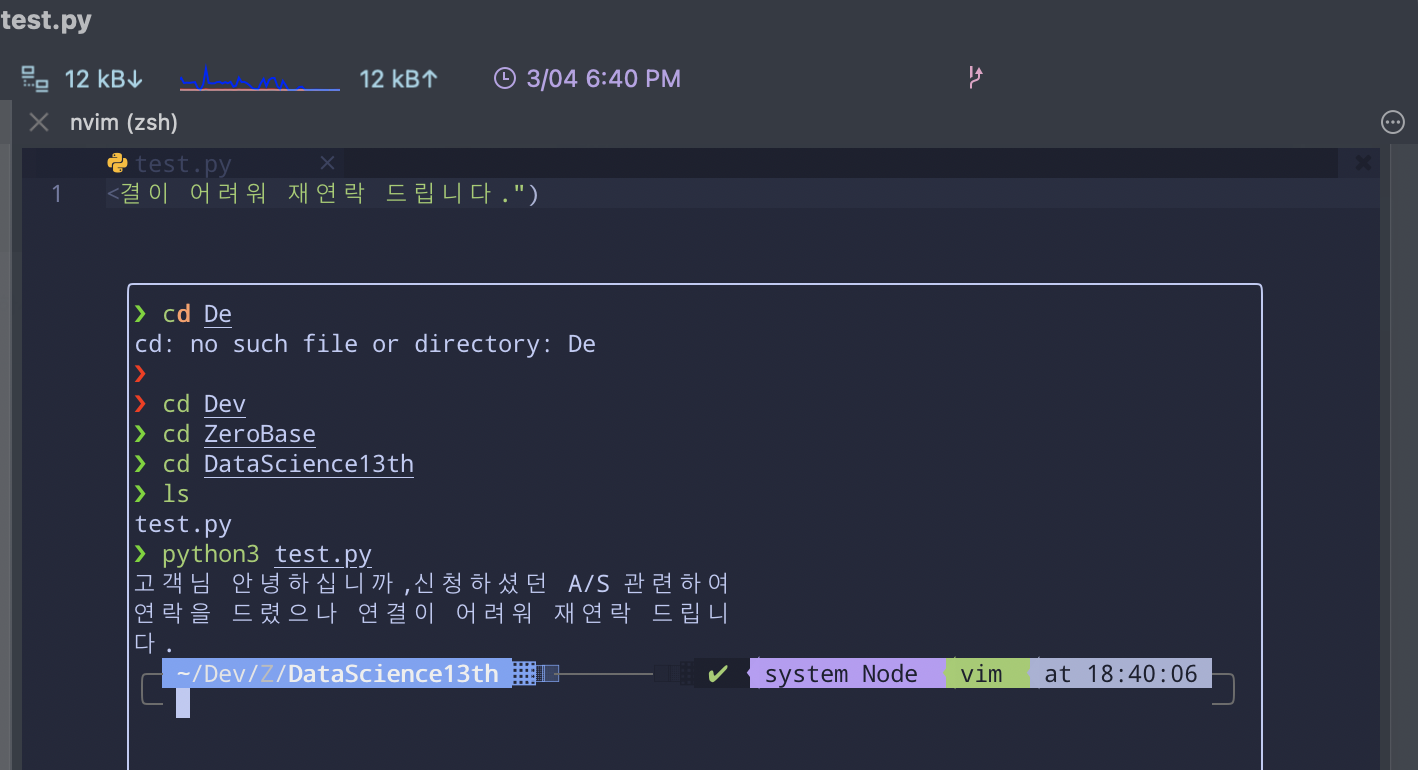 test.py
12 kB↓ 12 kB↑ 3/04 6:40 PM
nvim (zsh)
test.py
1 <결이 어려워 재연락 드립니다.")
❯ cd De
cd: no such file or directory: De
❯
❯ cd Dev
❯ cd ZeroBase
❯ cd DataScience13th
❯ ls
test.py
❯ python3 test.py
고객님 안녕하십니까,신청하셨던 A/S 관련하여
연락을 드렸으나 연결이 어려워 재연락 드립니
다.
~/Dev/Z/DataScience13th ✔ system Node vim at 18:40:06